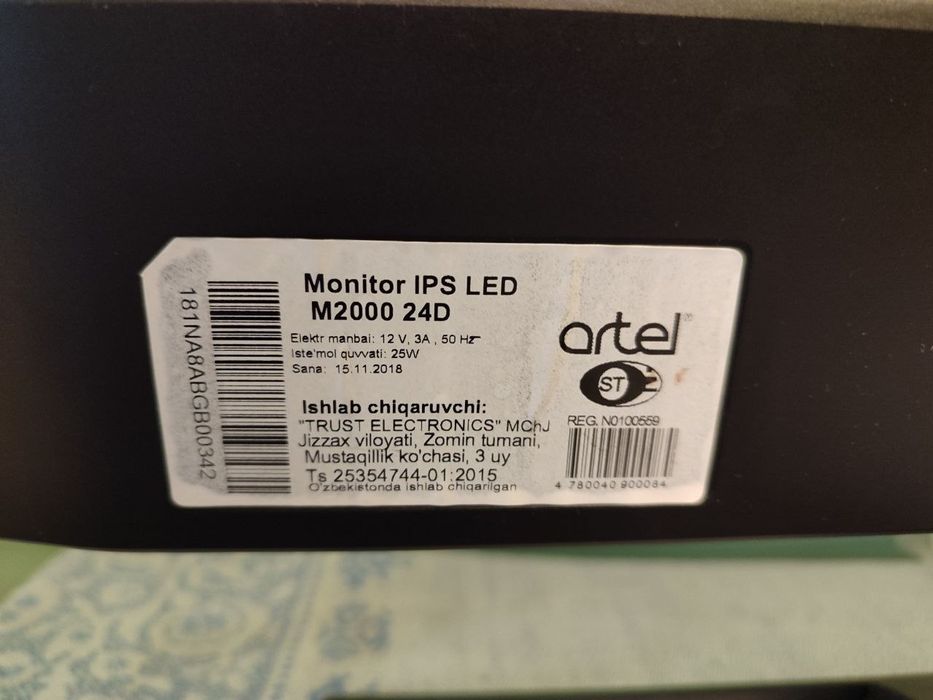 Monitor IPS LED
M2000 24D
Elektr manbai: 12 V, 3A , 50 Hz
Iste'mol quvvati: 25W
Sana: 15.11.2018
Ishlab chiqaruvchi:
"TRUST ELECTRONICS" MChJ
Jizzax viloyati, Zomin tumani,
Mustaqillik ko'chasi, 3 uy
Ts 25354744-01:2015
O'zbekistonda ishlab chiqarilgan
181NA8ABGB00342
artel®
ST
REG. N0100559
4 780040 900084